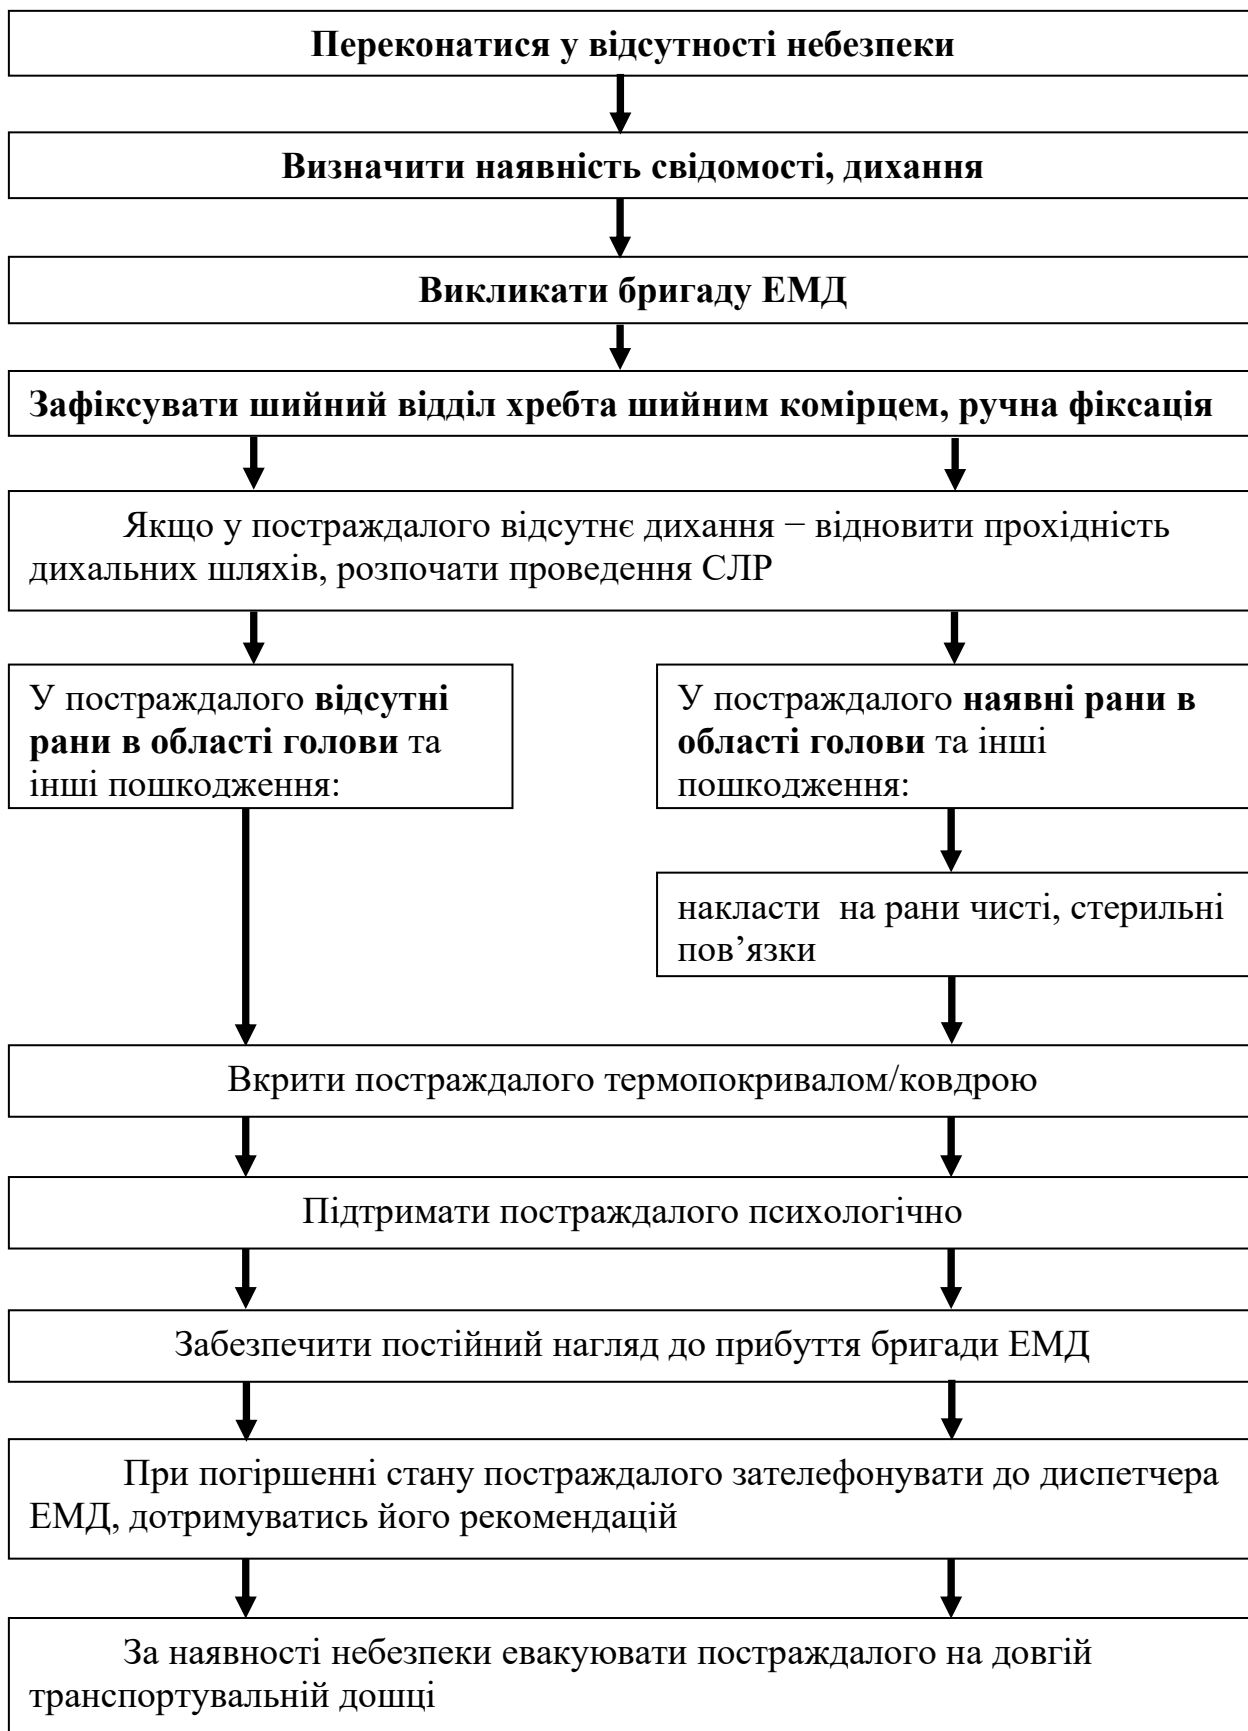 Переконатися у відсутності небезпеки
Визначити наявність свідомості, дихання
Викликати бригаду ЕМД
Зафіксувати шийний відділ хребта шийним комірцем, ручна фіксація
Якщо у постраждалого відсутнє дихання − відновити прохідність
дихальних шляхів, розпочати проведення СЛР
У постраждалого відсутні
рани в області голови та
інші пошкодження:
У постраждалого наявні рани в
області голови та інші
пошкодження:
накласти на рани чисті, стерильні
пов’язки
Вкрити постраждалого термопокривалом/ковдрою
Підтримати постраждалого психологічно
Забезпечити постійний нагляд до прибуття бригади ЕМД
При погіршенні стану постраждалого зателефонувати до диспетчера
ЕМД, дотримуватись його рекомендацій
За наявності небезпеки евакуювати постраждалого на довгій
транспортувальній дошці